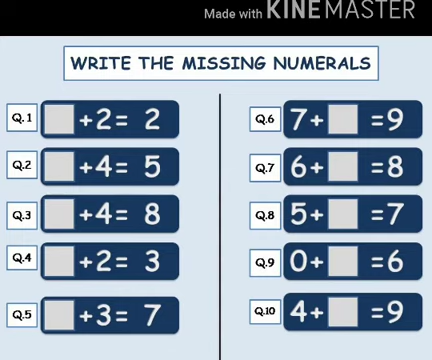 Made with KINEMASTER
WRITE THE MISSING NUMERALS
Q.1 +2= 2
Q.2 +4= 5
Q.3 +4= 8
Q.4 +2= 3
Q.5 +3= 7
Q.6 7+ =9
Q.7 6+ =8
Q.8 5+ =7
Q.9 0+ =6
Q.10 4+ =9